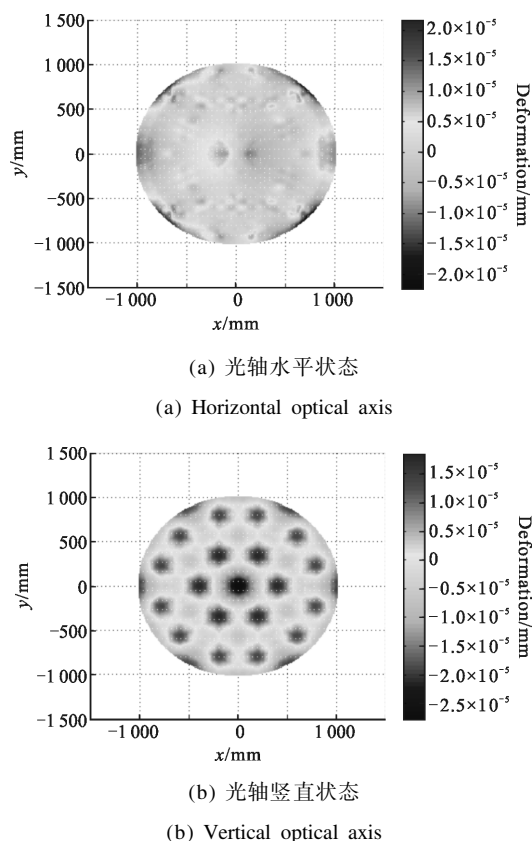 2.0×10⁻⁵
1.5×10⁻⁵
1.0×10⁻⁵
5.0×10⁻⁵
0
−5.0×10⁻⁵
−1.0×10⁻⁵
−1.5×10⁻⁵
−2.0×10⁻⁵
Deformation/mm
1 500
1 000
500
0
−500
−1 000
−1 500
y/mm
−1 000 0 1 000
x/mm
(a) 光轴水平状态
(a) Horizontal optical axis
1.5×10⁻⁵
1.0×10⁻⁵
5.0×10⁻⁵
0
−0.5×10⁻⁵
−1.0×10⁻⁵
−1.5×10⁻⁵
−2.0×10⁻⁵
−2.5×10⁻⁵
Deformation/mm
1 500
1 000
500
0
−500
−1 000
−1 500
y/mm
−1 000 0 1 000
x/mm
(b) 光轴竖直状态
(b) Vertical optical axis